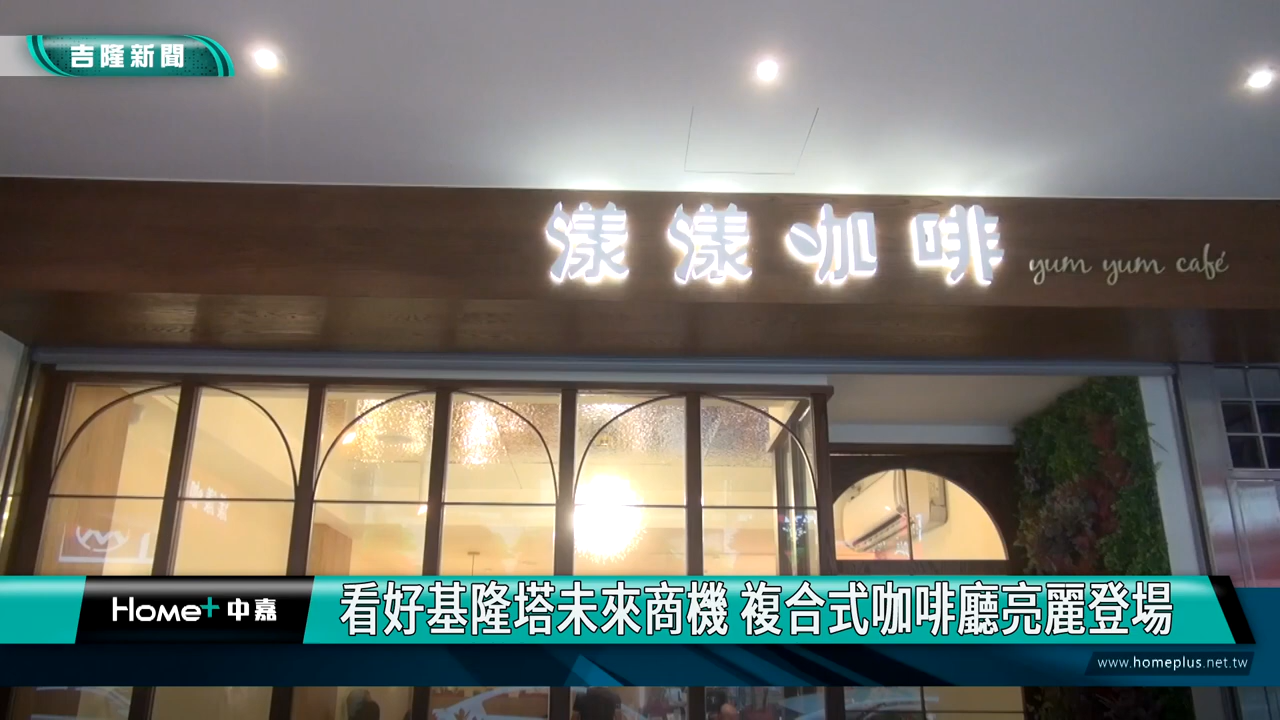 吉隆新聞
漾漾咖啡 yum yum café
Home+ 中嘉
看好基隆塔未來商機 複合式咖啡廳亮麗登場
www.homeplus.net.tw